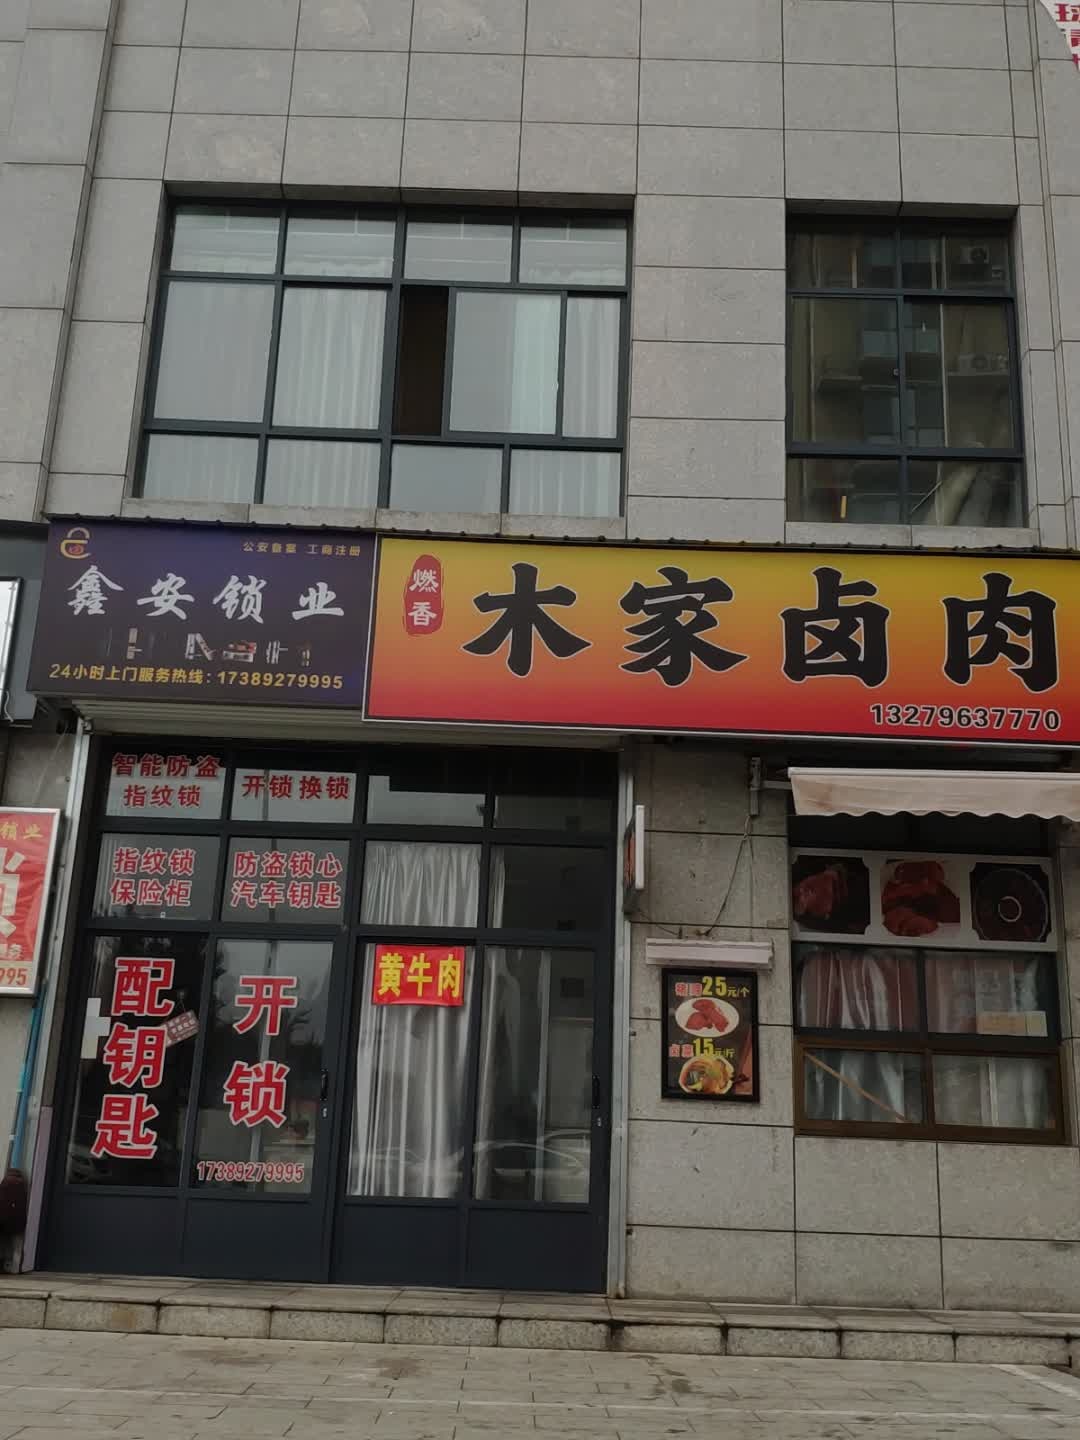 公安备案 工商注册
鑫安锁业
24小时上门服务热线：17389279995
燃香
木家卤肉
13279637770
智能防盗
指纹锁
开锁换锁
指纹锁
保险柜
防盗锁心
汽车钥匙
配钥匙
开锁
17389279995
黄牛肉
25元/个
15元/斤
锁业
995